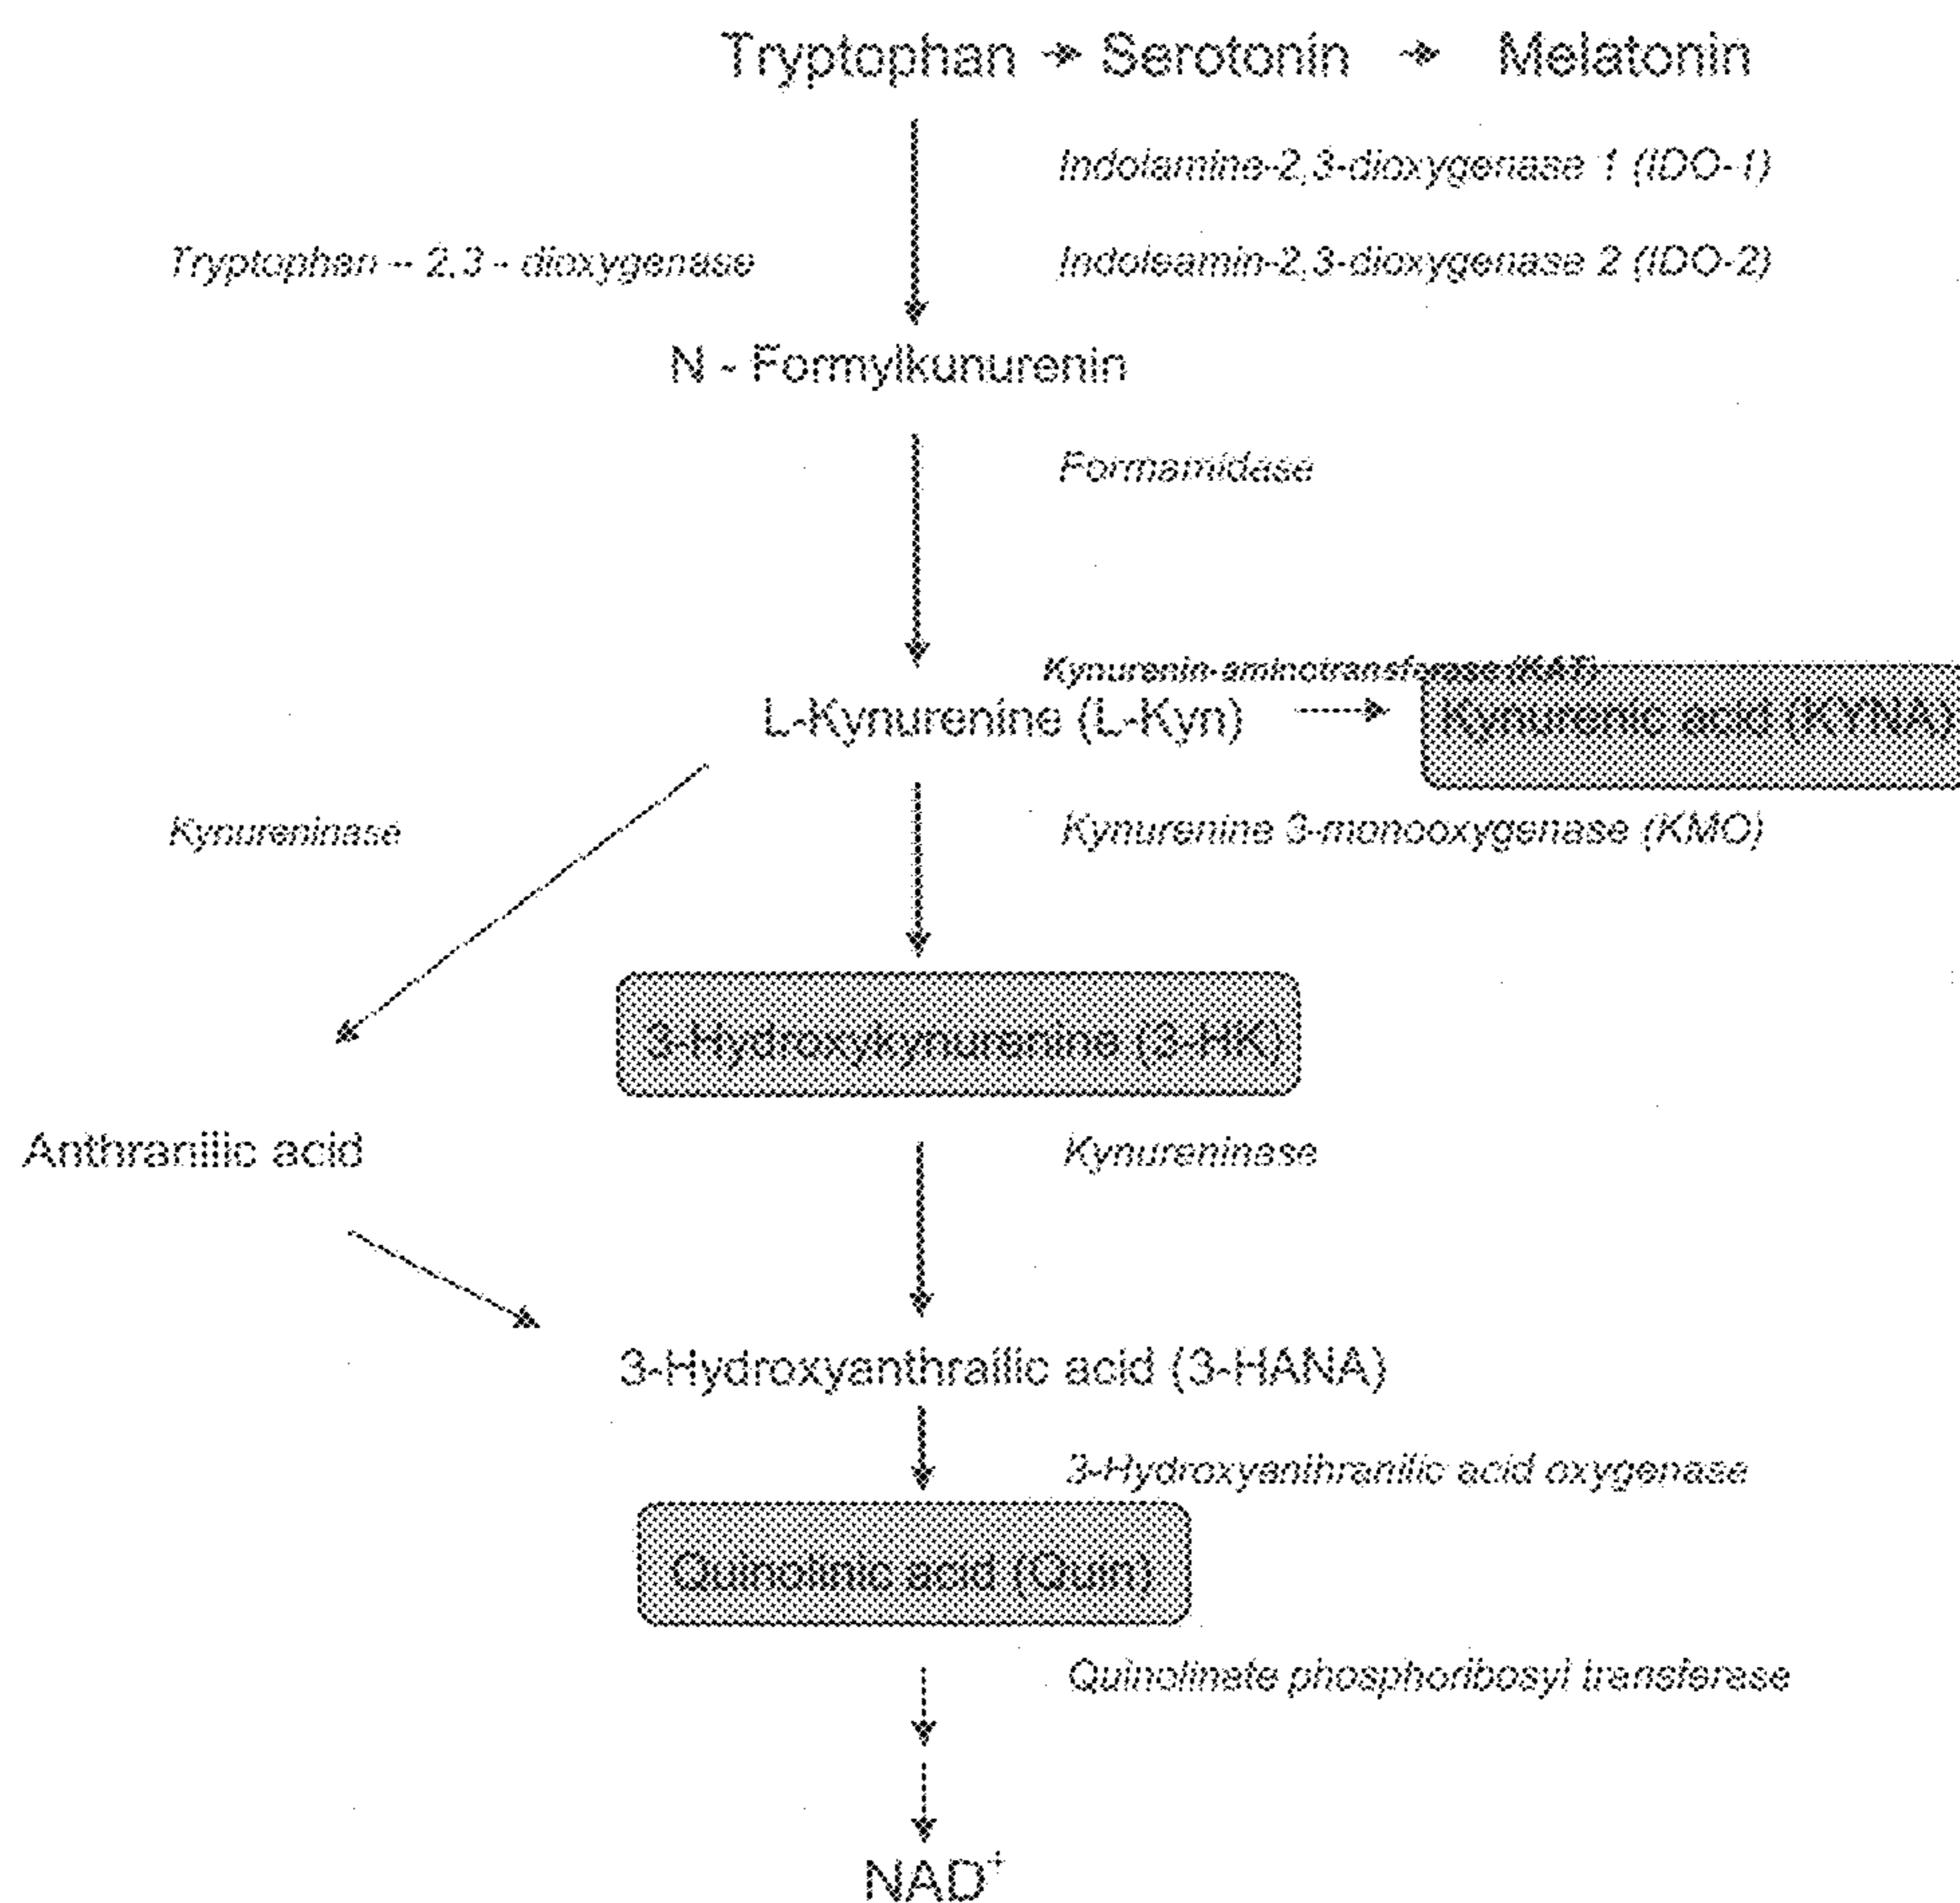 Tryptophan → Serotonin → Melatonin
Indolamine-2,3-dioxygenase 1 (IDO-1)
Tryptophan - 2,3 - dioxygenase
Indoleamin-2,3-dioxygenase 2 (IDO-2)
N - Formylkunurenin
Formamidase
Kynurenin-aminotransferase (KAT)
L-Kynurenine (L-Kyn)
Kynurenic acid (KYNA)
Kynureninase
Kynurenine 3-monooxygenase (KMO)
3-Hydroxykynurenine (3-HK)
Anthranilic acid
Kynureninase
3-Hydroxyanthrailic acid (3-HANA)
3-Hydroxyanthranilic acid oxygenase
Quinolinic acid (Quin)
Quinolinate phosphoribosyl transferase
NAD⁺